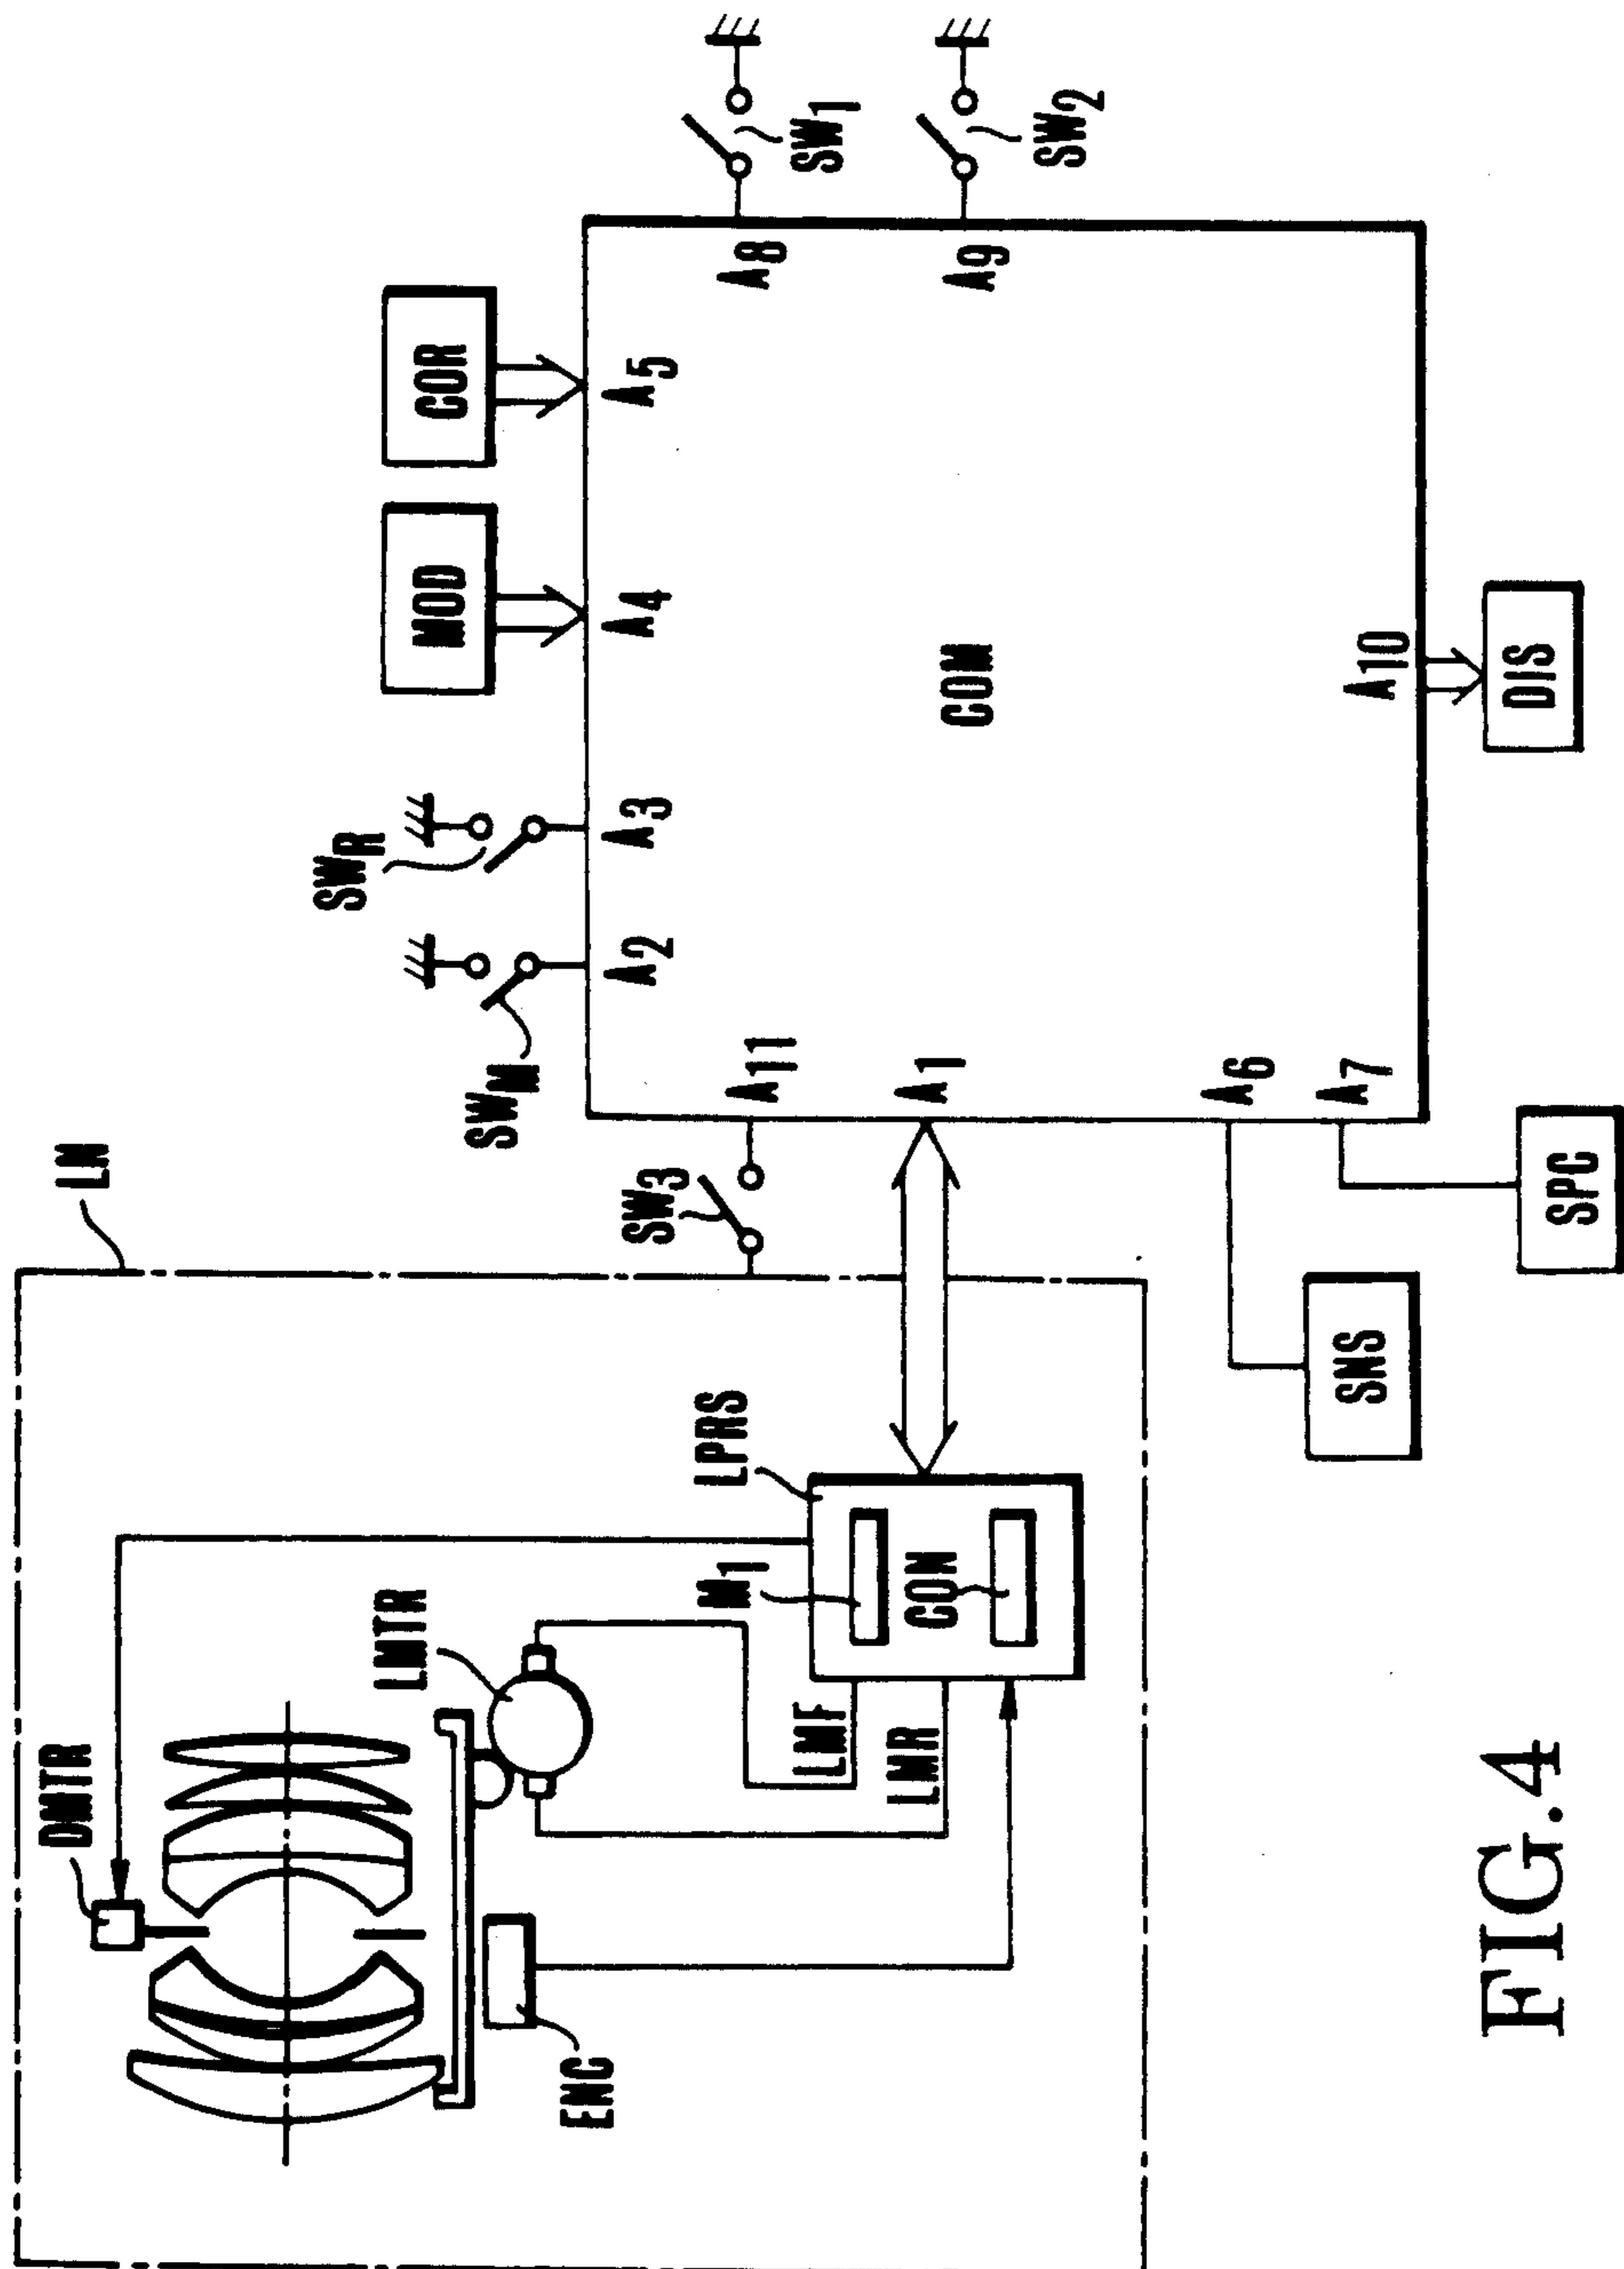 LN
DMTR
LMTR
ENC
LMF
LMR
LPRS
M1
CON
SW3
SWM
SWR
MOD
COR
A11
A2
A3
A4
A5
A1
COM
A8
SW1
A9
SW2
A6
A7
A10
SNS
SPC
DIS
FIG.4